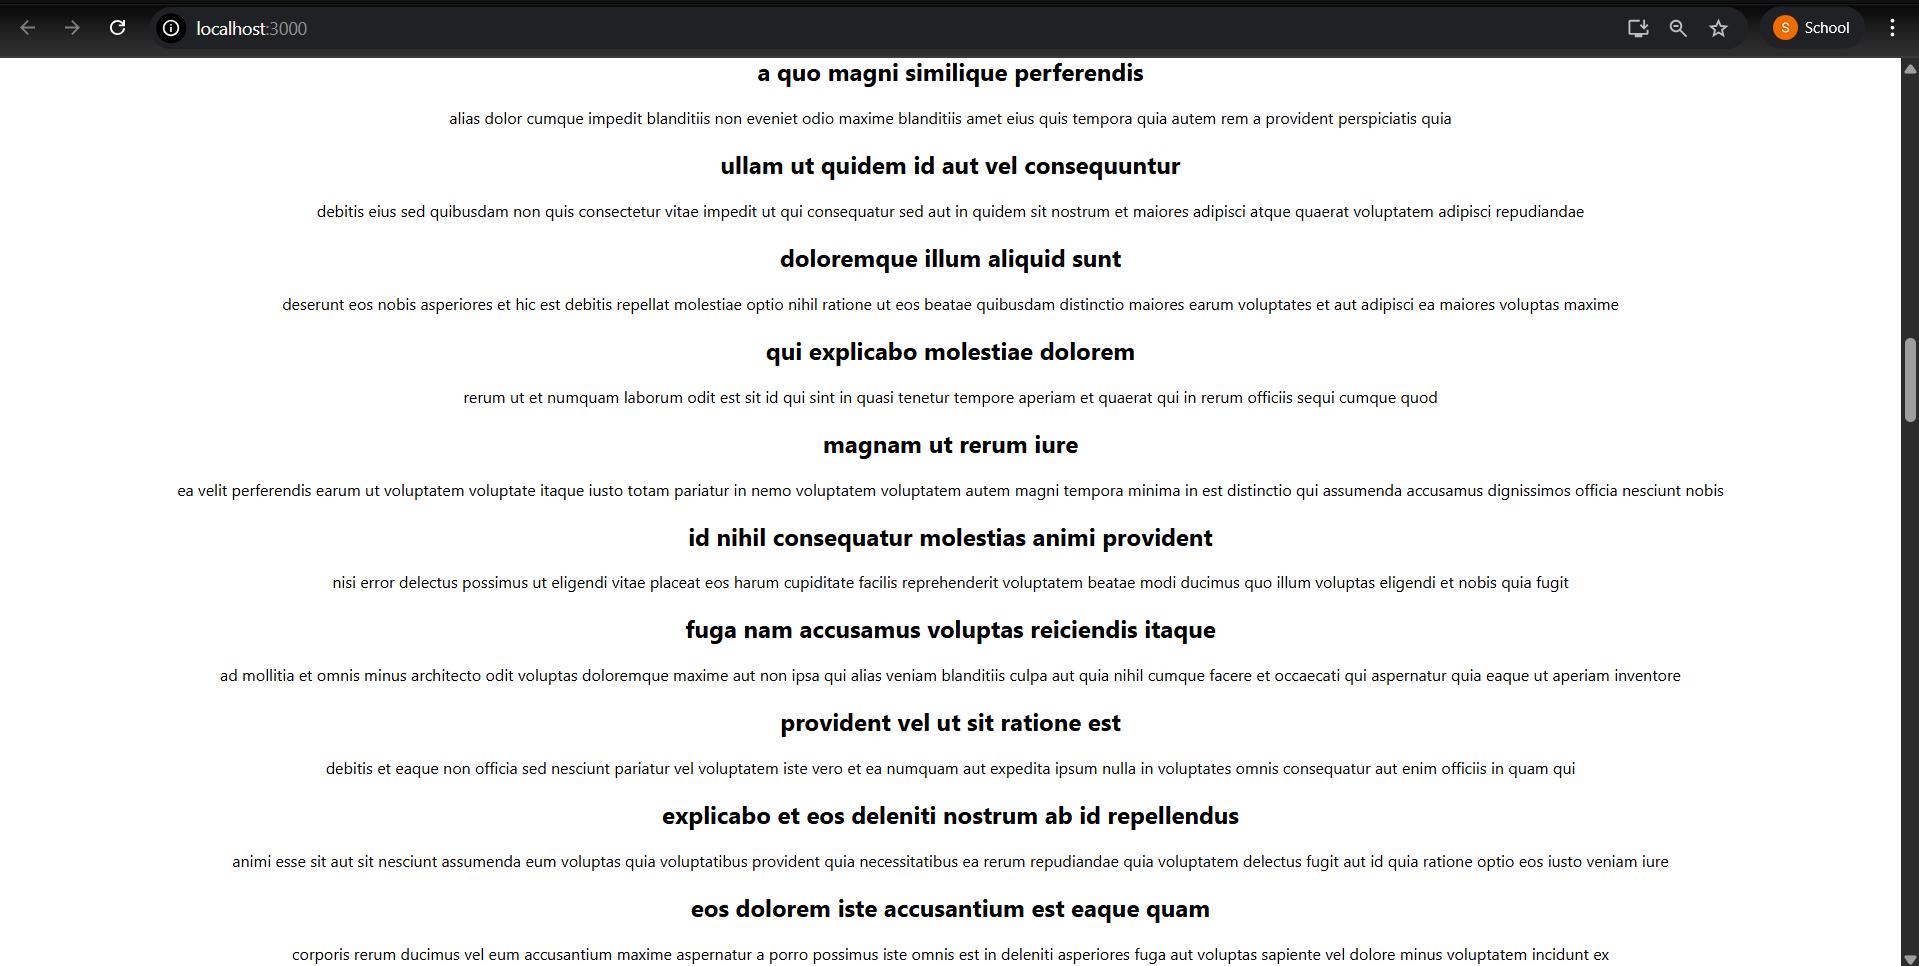 localhost:3000
S School
a quo magni similique perferendis
alias dolor cumque impedit blanditiis non eveniet odio maxime blanditiis amet eius quis tempora quia autem rem a provident perspiciatis quia
ullam ut quidem id aut vel consequuntur
debitis eius sed quibusdam non quis consectetur vitae impedit ut qui consequatur sed aut in quidem sit nostrum et maiores adipisci atque quaerat voluptatem adipisci repudiandae
doloremque illum aliquid sunt
deserunt eos nobis asperiores et hic est debitis repellat molestiae optio nihil ratione ut eos beatae quibusdam distinctio maiores earum voluptates et aut adipisci ea maiores voluptas maxime
qui explicabo molestiae dolorem
rerum ut et numquam laborum odit est sit id qui sint in quasi tenetur tempore aperiam et quaerat qui in rerum officiis sequi cumque quod
magnam ut rerum iure
ea velit perferendis earum ut voluptatem voluptate itaque iusto totam pariatur in nemo voluptatem voluptatem autem magni tempora minima in est distinctio qui assumenda accusamus dignissimos officia nesciunt nobis
id nihil consequatur molestias animi provident
nisi error delectus possimus ut eligendi vitae placeat eos harum cupiditate facilis reprehenderit voluptatem beatae modi ducimus quo illum voluptas eligendi et nobis quia fugit
fuga nam accusamus voluptas reiciendis itaque
ad mollitia et omnis minus architecto odit voluptas doloremque maxime aut non ipsa qui alias veniam blanditiis culpa aut quia nihil cumque facere et occaecati qui aspernatur quia eaque ut aperiam inventore
provident vel ut sit ratione est
debitis et eaque non officia sed nesciunt pariatur vel voluptatem iste vero et ea numquam aut expedita ipsum nulla in voluptates omnis consequatur aut enim officiis in quam qui
explicabo et eos deleniti nostrum ab id repellendus
animi esse sit aut sit nesciunt assumenda eum voluptas quia voluptatibus provident quia necessitatibus ea rerum repudiandae quia voluptatem delectus fugit aut id quia ratione optio eos iusto veniam iure
eos dolorem iste accusantium est eaque quam
corporis rerum ducimus vel eum accusantium maxime aspernatur a porro possimus iste omnis est in deleniti asperiores fuga aut voluptas sapiente vel dolore minus voluptatem incidunt ex